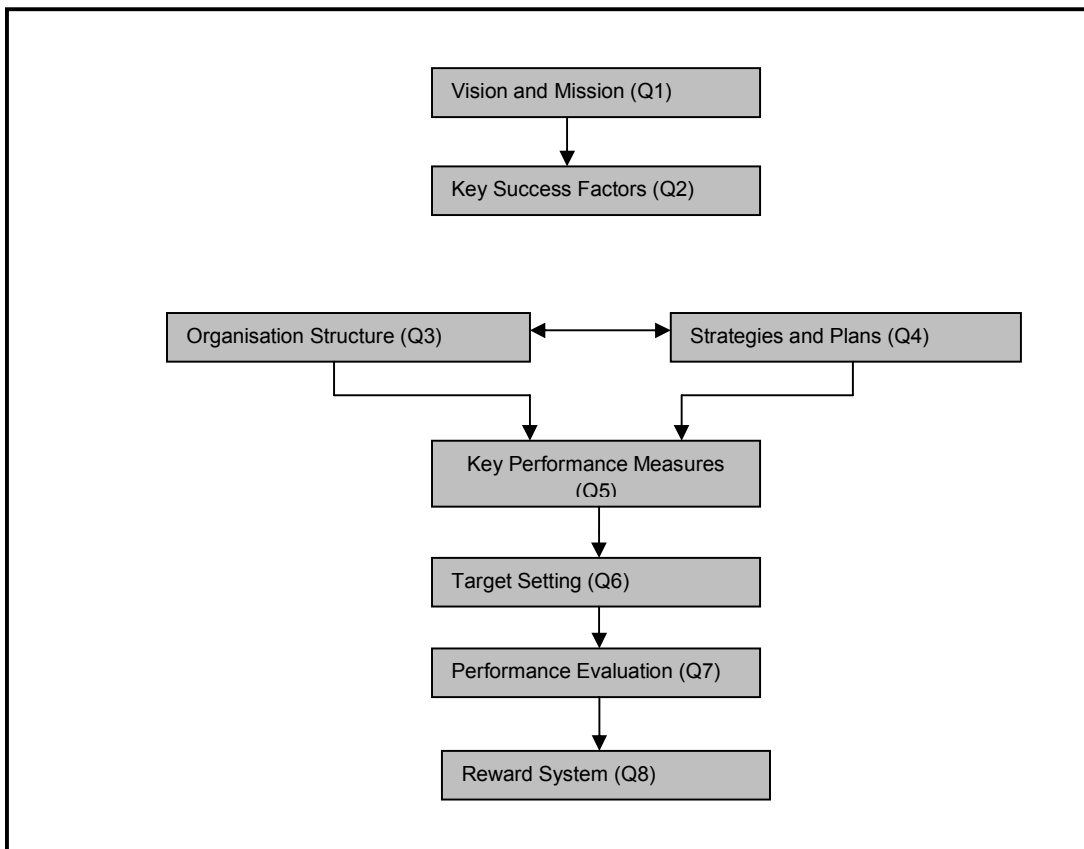 Vision and Mission (Q1)
Key Success Factors (Q2)
Organisation Structure (Q3)
Strategies and Plans (Q4)
Key Performance Measures
(Q5)
Target Setting (Q6)
Performance Evaluation (Q7)
Reward System (Q8)